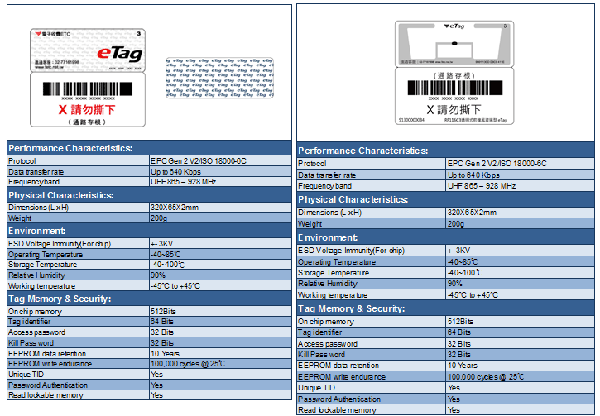 eTag
3
✗ 請勿撕下
(通路存根)
Performance Characteristics:
Protocol EPC Gen 2 V2/ISO 18000-6C
Data transfer rate Up to 640 Kbps
Frequency band UHF 865 – 928 MHz
Physical Characteristics:
Dimensions (LxH) 320X65X2mm
Weight 200g
Environment:
ESD Voltage Immunity(For chip) +- 3KV
Operating Temperature -40~85℃
Storage Temperature -40~100℃
Relative Humidity 90%
Working temperature -45℃ to +45℃
Tag Memory & Security:
On chip memory 512Bits
Tag identifier 64 Bits
Access password 32 Bits
Kill Password 32 Bits
EEPROM data retention 10 Years
EEPROM write endurance 100,000 cycles @ 25℃
Unique TID Yes
Password Authentication Yes
Read lockable memory Yes
eTag
(通路存根)
✗ 請勿撕下
Performance Characteristics:
Protocol EPC Gen 2 V2/ISO 18000-6C
Data transfer rate Up to 640 Kbps
Frequency band UHF 865 – 928 MHz
Physical Characteristics:
Dimensions (LxH) 320X65X2mm
Weight 200g
Environment:
ESD Voltage Immunity(For chip) +- 3KV
Operating Temperature -40~85℃
Storage Temperature -40~100℃
Relative Humidity 90%
Working temperature -45℃ to +45℃
Tag Memory & Security:
On chip memory 512Bits
Tag identifier 64 Bits
Access password 32 Bits
Kill Password 32 Bits
EEPROM data retention 10 Years
EEPROM write endurance 100,000 cycles @ 25℃
Unique TID Yes
Password Authentication Yes
Read lockable memory Yes